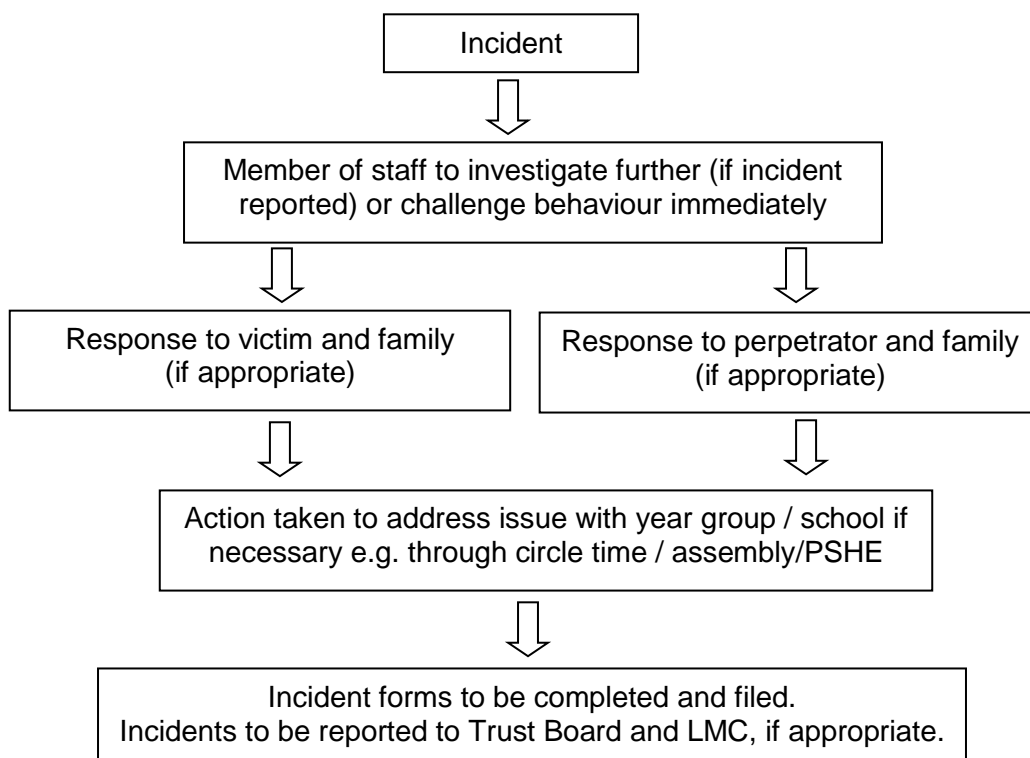 Incident
Member of staff to investigate further (if incident
reported) or challenge behaviour immediately
Response to victim and family
(if appropriate)
Response to perpetrator and family
(if appropriate)
Action taken to address issue with year group / school if
necessary e.g. through circle time / assembly/PSHE
Incident forms to be completed and filed.
Incidents to be reported to Trust Board and LMC, if appropriate.